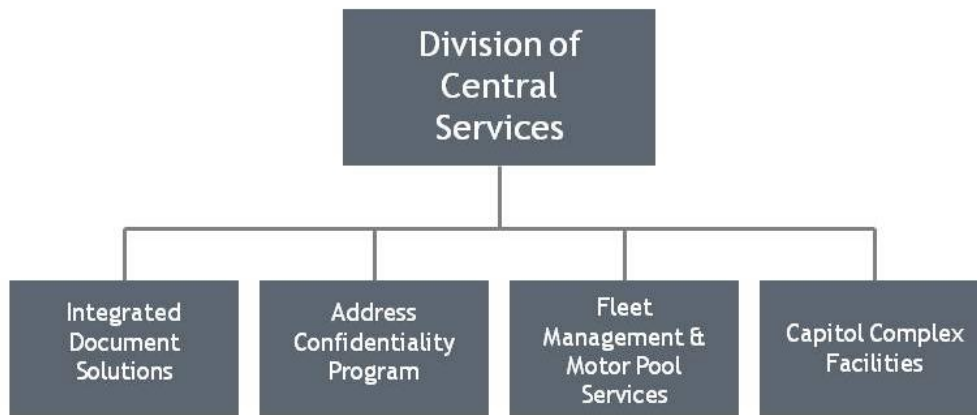 Division of
Central
Services
Integrated
Document
Solutions
Address
Confidentiality
Program
Fleet
Management &
Motor Pool
Services
Capitol Complex
Facilities